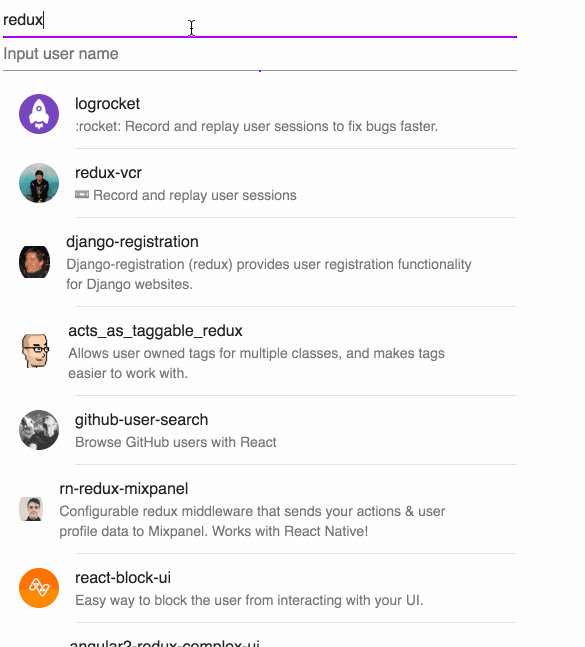 redux
Input user name
logrocket
:rocket: Record and replay user sessions to fix bugs faster.
redux-vcr
📼 Record and replay user sessions
django-registration
Django-registration (redux) provides user registration functionality
for Django websites.
acts_as_taggable_redux
Allows user owned tags for multiple classes, and makes tags
easier to work with.
github-user-search
Browse GitHub users with React
rn-redux-mixpanel
Configurable redux middleware that sends your actions & user
profile data to Mixpanel. Works with React Native!
react-block-ui
Easy way to block the user from interacting with your UI.
angular2-redux-complex-ui